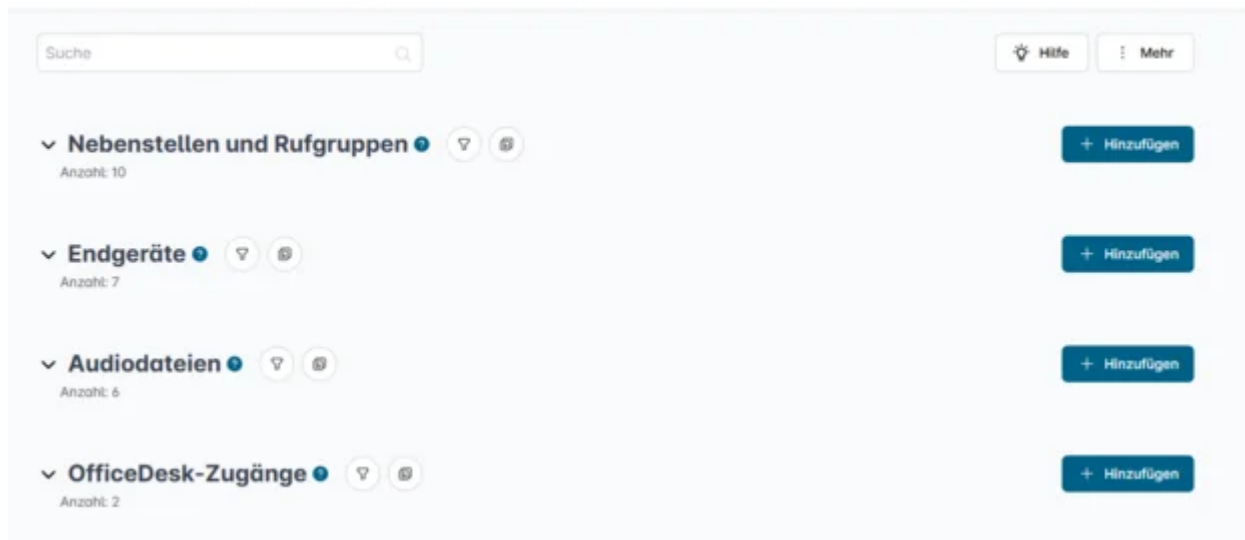 Suche
Hilfe
Mehr
Nebenstellen und Rufgruppen
Hinzufügen
Anzahl: 10
Endgeräte
Hinzufügen
Anzahl: 7
Audiodateien
Hinzufügen
Anzahl: 6
OfficeDesk-Zugänge
Hinzufügen
Anzahl: 2